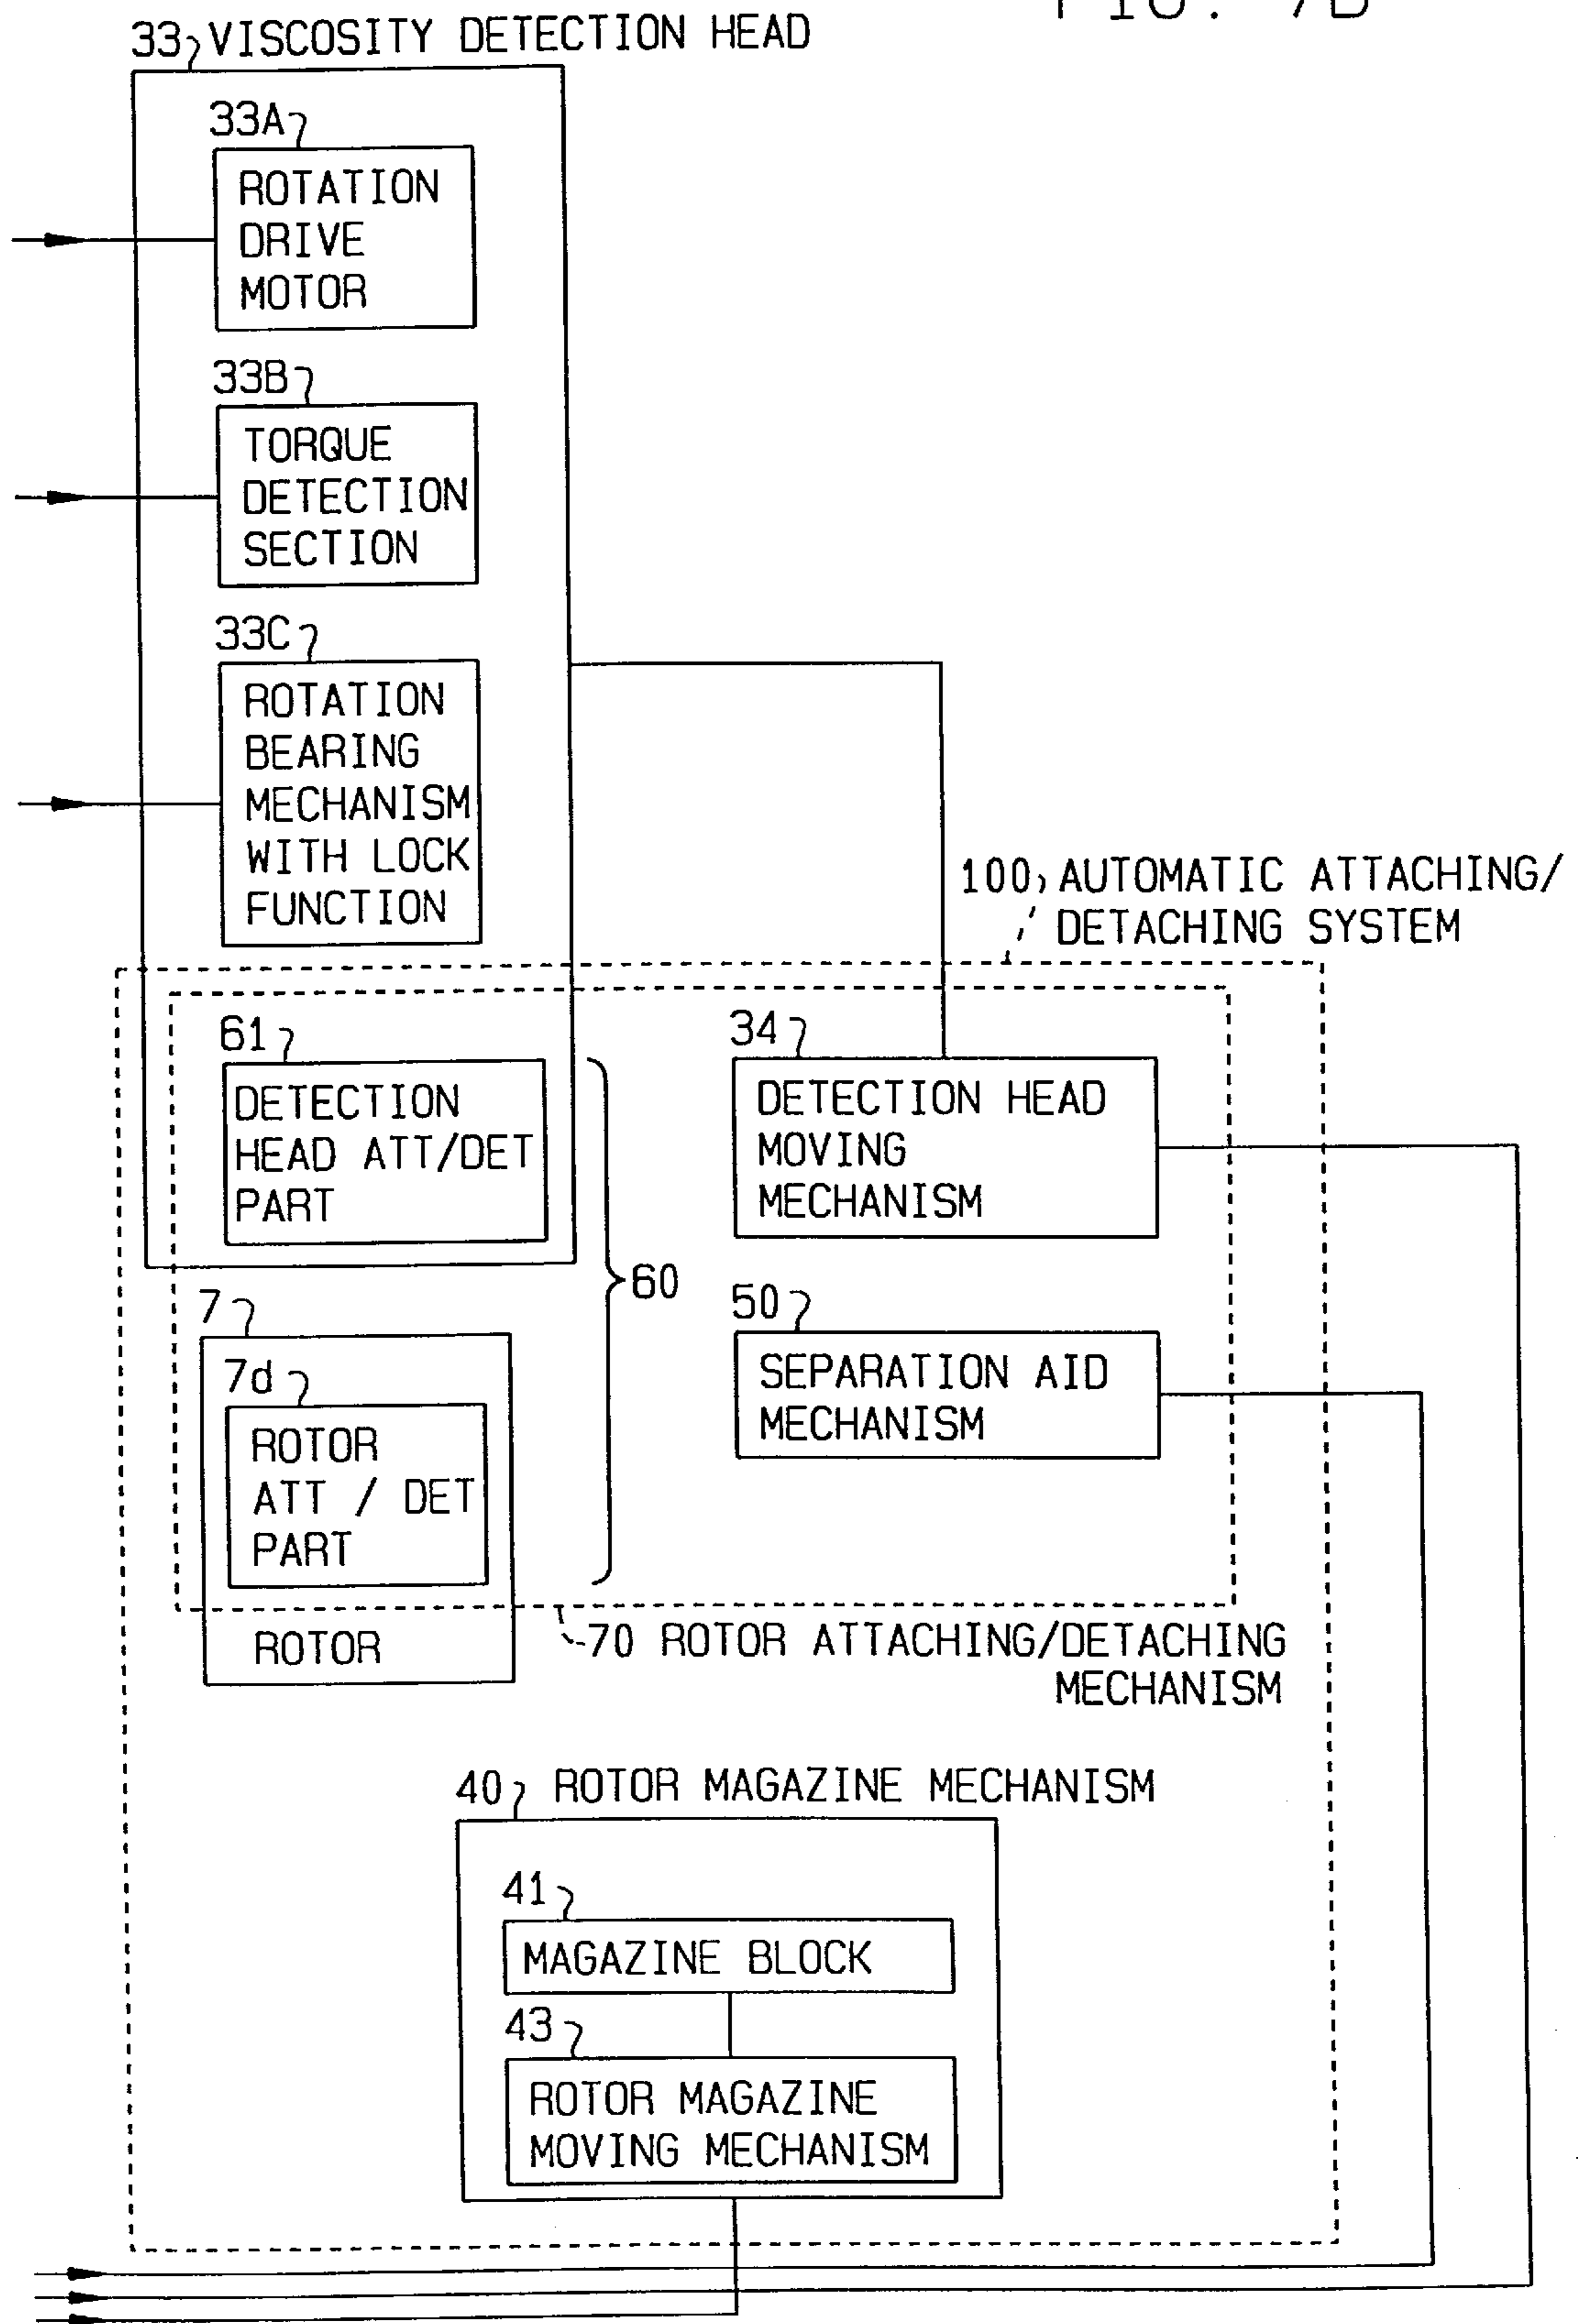 FIG. 7B
33 VISCOSITY DETECTION HEAD
33A
ROTATION
DRIVE
MOTOR
33B
TORQUE
DETECTION
SECTION
33C
ROTATION
BEARING
MECHANISM
WITH LOCK
FUNCTION
100 AUTOMATIC ATTACHING/
DETACHING SYSTEM
61
DETECTION
HEAD ATT/DET
PART
34
DETECTION HEAD
MOVING
MECHANISM
60
7
7d
ROTOR
ATT / DET
PART
ROTOR
50
SEPARATION AID
MECHANISM
70 ROTOR ATTACHING/DETACHING
MECHANISM
40 ROTOR MAGAZINE MECHANISM
41
MAGAZINE BLOCK
43
ROTOR MAGAZINE
MOVING MECHANISM